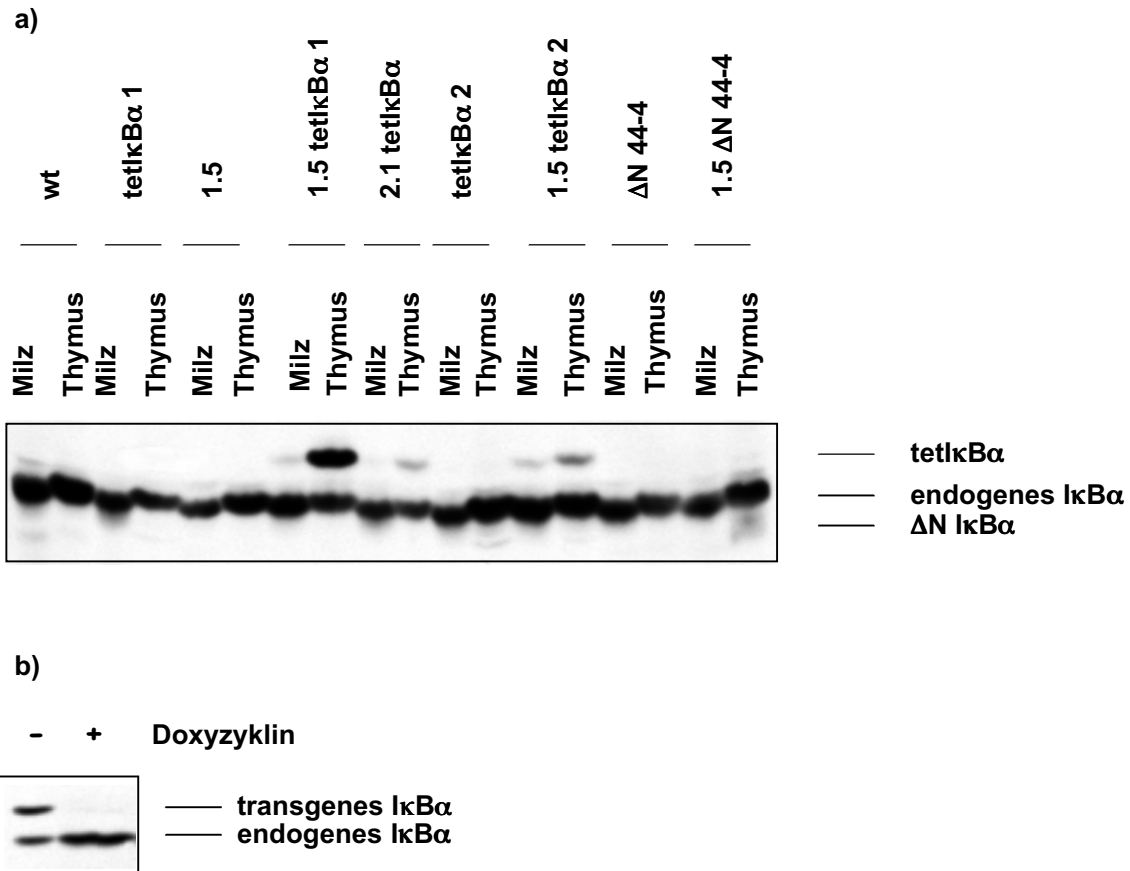 a)
wt
tetIκBα 1
1.5
1.5 tetIκBα 1
2.1 tetIκBα
tetIκBα 2
1.5 tetIκBα 2
ΔN 44-4
1.5 ΔN 44-4
Milz
Thymus
Milz
Thymus
Milz
Thymus
Milz
Thymus
Milz
Thymus
Milz
Thymus
Milz
Thymus
Milz
Thymus
Milz
Thymus
tetIκBα
endogenes IκBα
ΔN IκBα
b)
- + Doxyzyklin
transgenes IκBα
endogenes IκBα